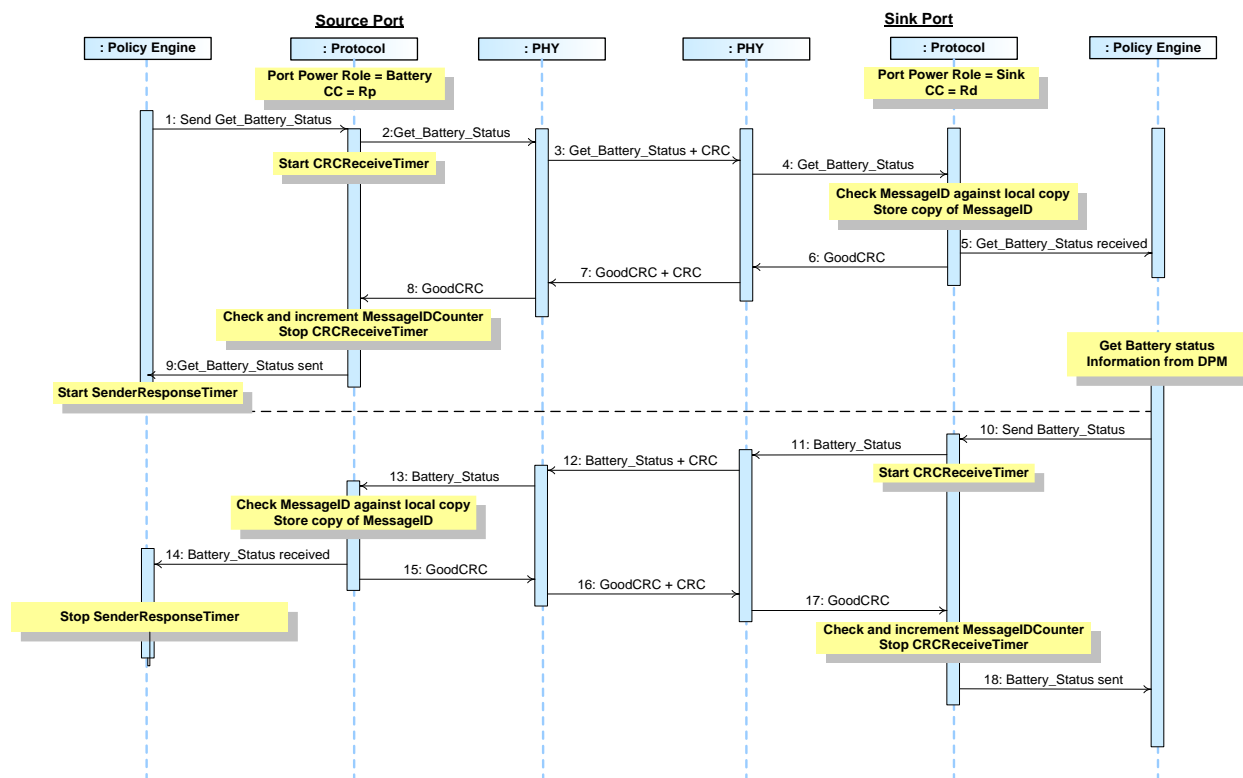 Source Port
Sink Port
: Policy Engine
: Protocol
: PHY
: PHY
: Protocol
: Policy Engine
Port Power Role = Battery
CC = Rp
Port Power Role = Sink
CC = Rd
1: Send Get_Battery_Status
2:Get_Battery_Status
Start CRCReceiveTimer
3: Get_Battery_Status + CRC
4: Get_Battery_Status
Check MessageID against local copy
Store copy of MessageID
5: Get_Battery_Status received
6: GoodCRC
7: GoodCRC + CRC
8: GoodCRC
Check and increment MessageIDCounter
Stop CRCReceiveTimer
9:Get_Battery_Status sent
Start SenderResponseTimer
Get Battery status
Information from DPM
10: Send Battery_Status
11: Battery_Status
Start CRCReceiveTimer
12: Battery_Status + CRC
13: Battery_Status
Check MessageID against local copy
Store copy of MessageID
14: Battery_Status received
15: GoodCRC
16: GoodCRC + CRC
17: GoodCRC
Stop SenderResponseTimer
Check and increment MessageIDCounter
Stop CRCReceiveTimer
18: Battery_Status sent